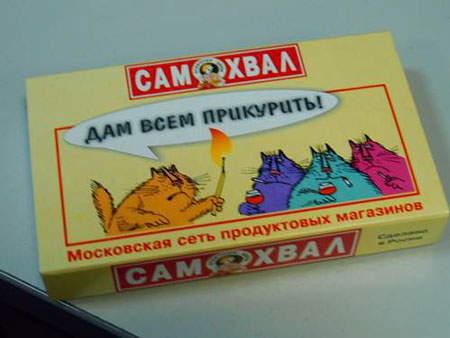 САМОХВАЛ
ДАМ ВСЕМ ПРИКУРИТЬ!
Московская сеть продуктовых магазинов
САМОХВАЛ
Сделано
в России